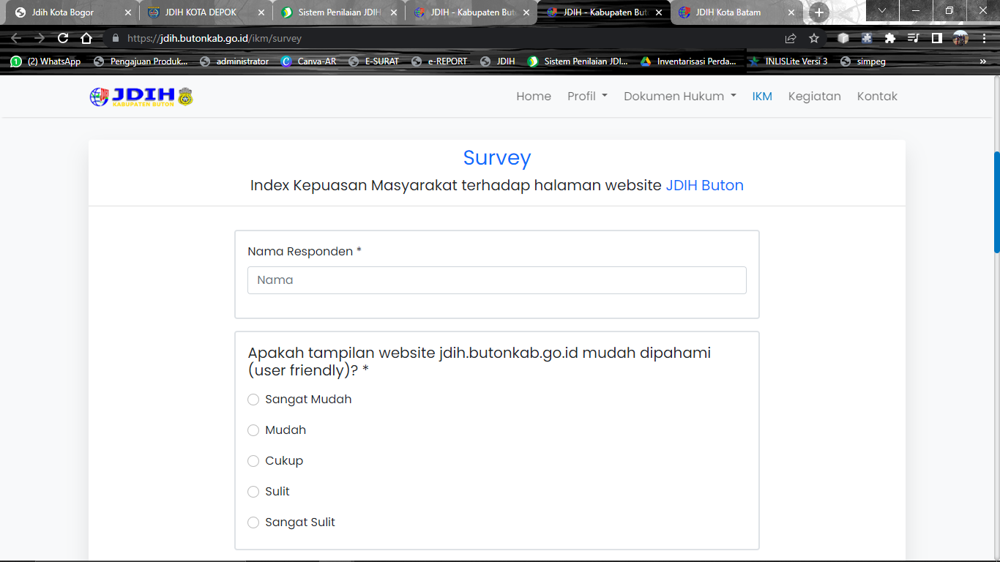 Jdih Kota Bogor
JDIH KOTA DEPOK
Sistem Penilaian JDIH
JDIH - Kabupaten But
JDIH - Kabupaten But
JDIH Kota Batam
https://jdih.butonkab.go.id/ikm/survey
(2) WhatsApp
Pengajuan Produk...
administrator
Canva-AR
E-SURAT
e-REPORT
JDIH
Sistem Penilaian JDI...
Inventarisasi Perda...
INLISLite Versi 3
simpeg
»
JDIH
KABUPATEN BUTON
Home
Profil
Dokumen Hukum
IKM
Kegiatan
Kontak
Survey
Index Kepuasan Masyarakat terhadap halaman website JDIH Buton
Nama Responden *
Nama
Apakah tampilan website jdih.butonkab.go.id mudah dipahami
(user friendly)? *
Sangat Mudah
Mudah
Cukup
Sulit
Sangat Sulit